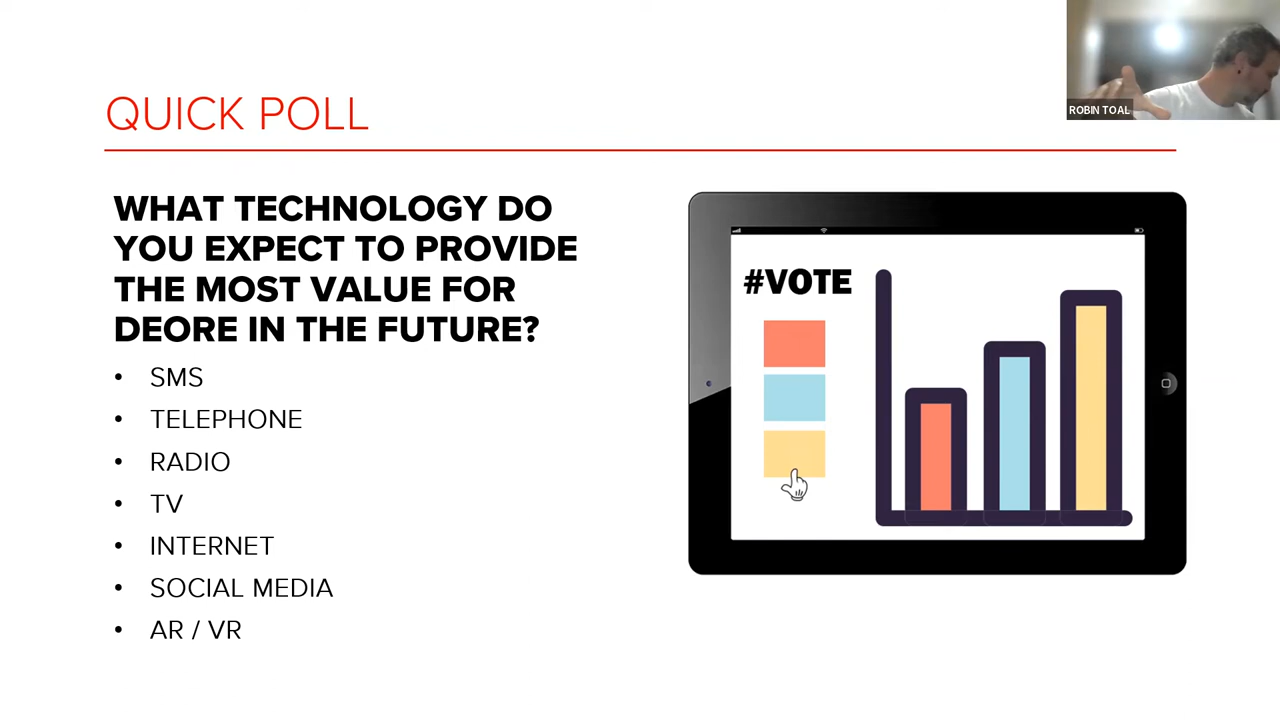 QUICK POLL
ROBIN TOAL
WHAT TECHNOLOGY DO
YOU EXPECT TO PROVIDE
THE MOST VALUE FOR
DEORE IN THE FUTURE?
• SMS
• TELEPHONE
• RADIO
• TV
• INTERNET
• SOCIAL MEDIA
• AR / VR
#VOTE